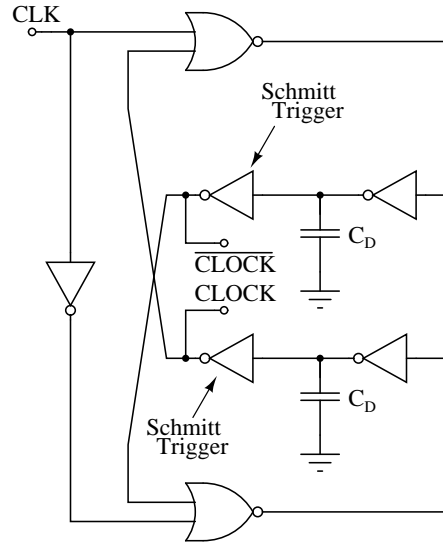 CLK
Schmitt
Trigger
C_D
CLOCK
CLOCK
C_D
Schmitt
Trigger